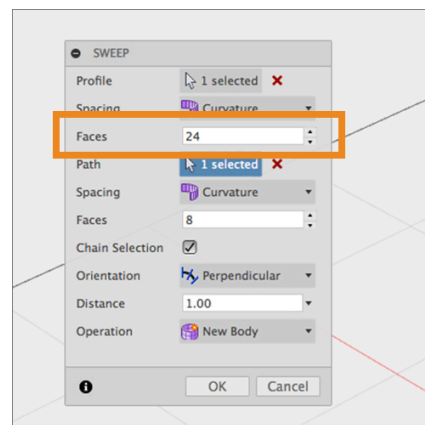 SWEEP
Profile 1 selected
Spacing Curvature
Faces 24
Path 1 selected
Spacing Curvature
Faces 8
Chain Selection
Orientation Perpendicular
Distance 1.00
Operation New Body
OK Cancel